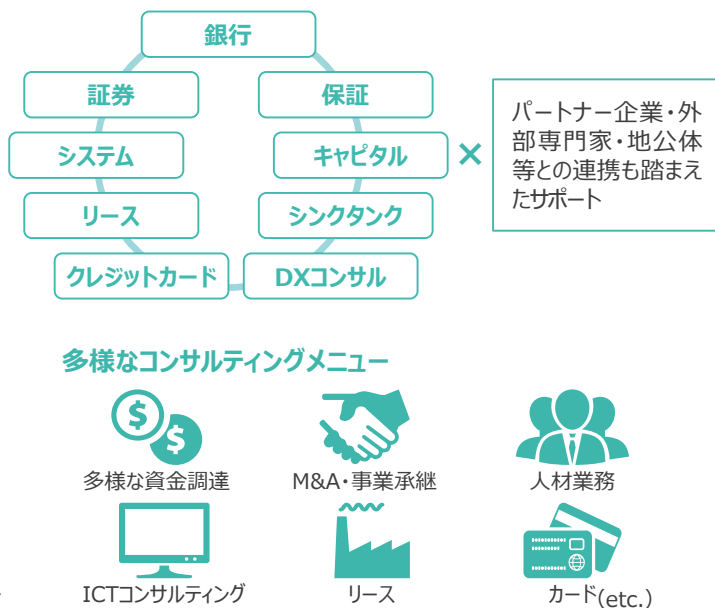 銀行
証券
保証
システム
キャピタル
リース
シンクタンク
クレジットカード
DXコンサル
×
パートナー企業・外
部専門家・地公体
等との連携も踏まえ
たサポート
多様なコンサルティングメニュー
$
$
多様な資金調達
M&A・事業承継
人材業務
ICTコンサルティング
リース
カード(etc.)